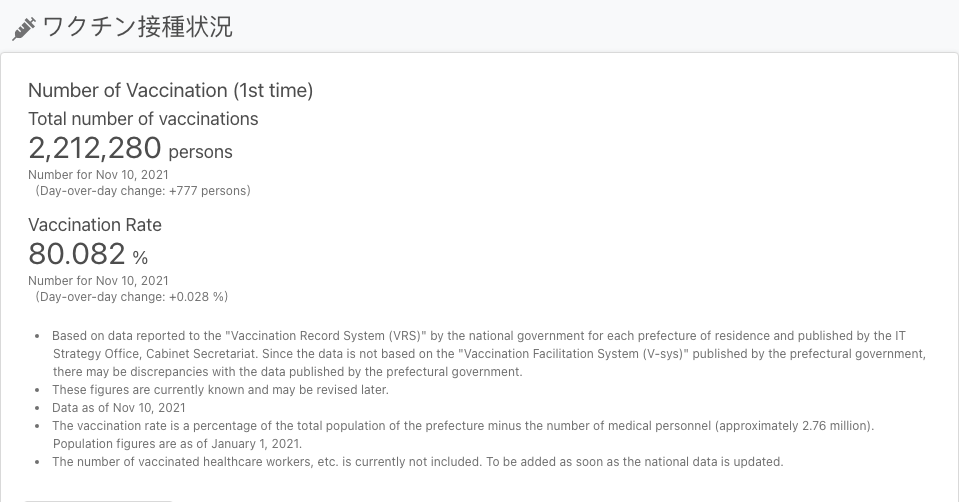 ワクチン接種状況
Number of Vaccination (1st time)
Total number of vaccinations
2,212,280 persons
Number for Nov 10, 2021
(Day-over-day change: +777 persons)
Vaccination Rate
80.082 %
Number for Nov 10, 2021
(Day-over-day change: +0.028 %)
• Based on data reported to the "Vaccination Record System (VRS)" by the national government for each prefecture of residence and published by the IT
Strategy Office, Cabinet Secretariat. Since the data is not based on the "Vaccination Facilitation System (V-sys)" published by the prefectural government,
there may be discrepancies with the data published by the prefectural government.
• These figures are currently known and may be revised later.
• Data as of Nov 10, 2021
• The vaccination rate is a percentage of the total population of the prefecture minus the number of medical personnel (approximately 2.76 million).
Population figures are as of January 1, 2021.
• The number of vaccinated healthcare workers, etc. is currently not included. To be added as soon as the national data is updated.